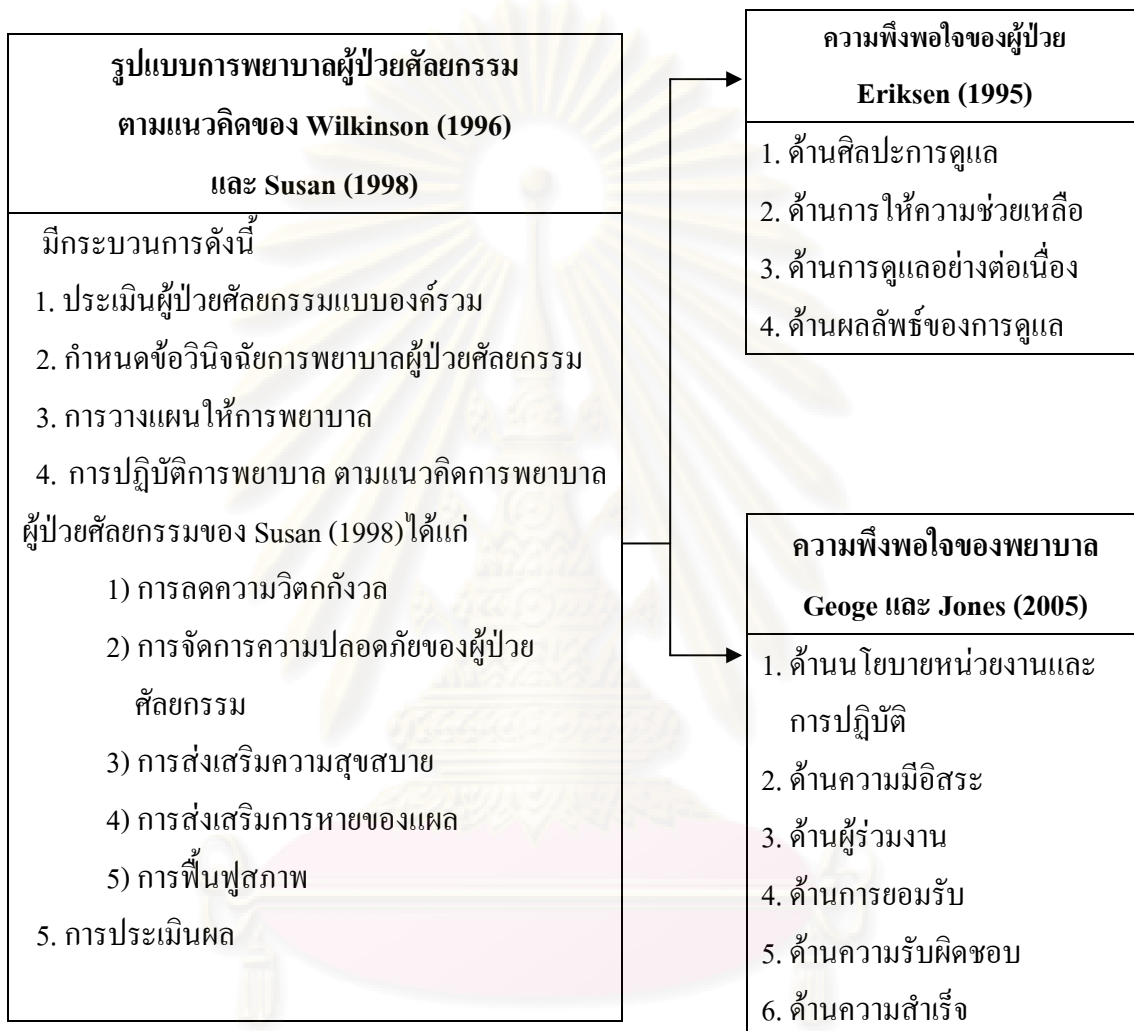 รูปแบบการพยาบาลผู้ป่วยศัลยกรรม
ตามแนวคิดของ Wilkinson (1996)
และ Susan (1998)
มีกระบวนการดังนี้
1. ประเมินผู้ป่วยศัลยกรรมแบบองค์รวม
2. กำหนดข้อวินิจฉัยการพยาบาลผู้ป่วยศัลยกรรม
3. การวางแผนให้การพยาบาล
4. การปฏิบัติการพยาบาล ตามแนวคิดการพยาบาล
ผู้ป่วยศัลยกรรมของ Susan (1998)ได้แก่
1) การลดความวิตกกังวล
2) การจัดการความปลอดภัยของผู้ป่วย
ศัลยกรรม
3) การส่งเสริมความสุขสบาย
4) การส่งเสริมการหายของแผล
5) การฟื้นฟูสภาพ
5. การประเมินผล
ความพึงพอใจของผู้ป่วย
Eriksen (1995)
1. ด้านศิลปะการดูแล
2. ด้านการให้ความช่วยเหลือ
3. ด้านการดูแลอย่างต่อเนื่อง
4. ด้านผลลัพธ์ของการดูแล
ความพึงพอใจของพยาบาล
Geoge และ Jones (2005)
1. ด้านนโยบายหน่วยงานและ
การปฏิบัติ
2. ด้านความมีอิสระ
3. ด้านผู้ร่วมงาน
4. ด้านการยอมรับ
5. ด้านความรับผิดชอบ
6. ด้านความสำเร็จ